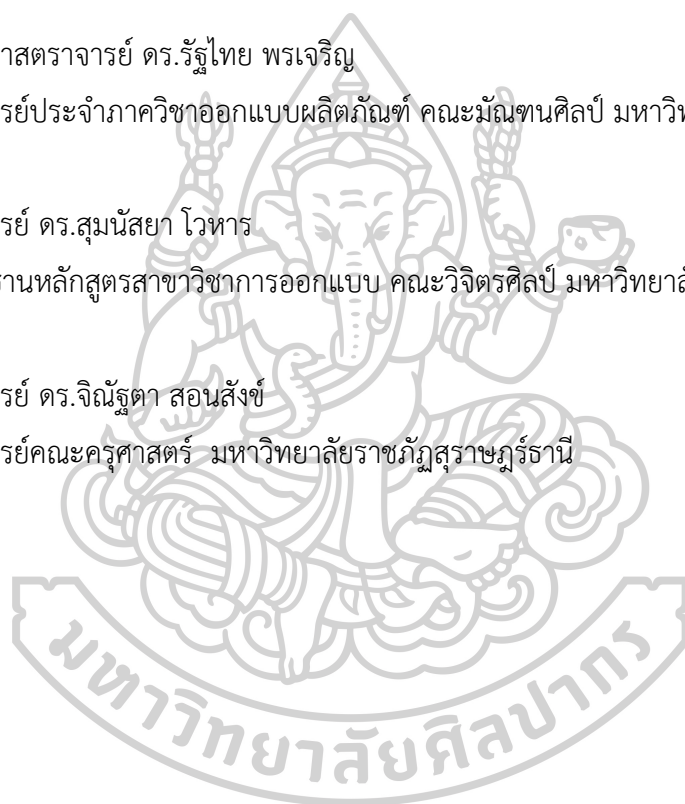 าสตราจารย์ ดร.รัฐไทย พรเจริญ
รย์ประจำภาควิชาออกแบบผลิตภัณฑ์ คณะมัณฑนศิลป์ มหาวิท
รย์ ดร.สุมนัสยา โวหาร
านหลักสูตรสาขาวิชาการออกแบบ คณะวิจิตรศิลป์ มหาวิทยาลั
รย์ ดร.จิณัฐตา สอนสังข์
รย์คณะครุศาสตร์ มหาวิทยาลัยราชภัฏสุราษฎร์ธานี
มหาวิทยาลัยศิลปากร